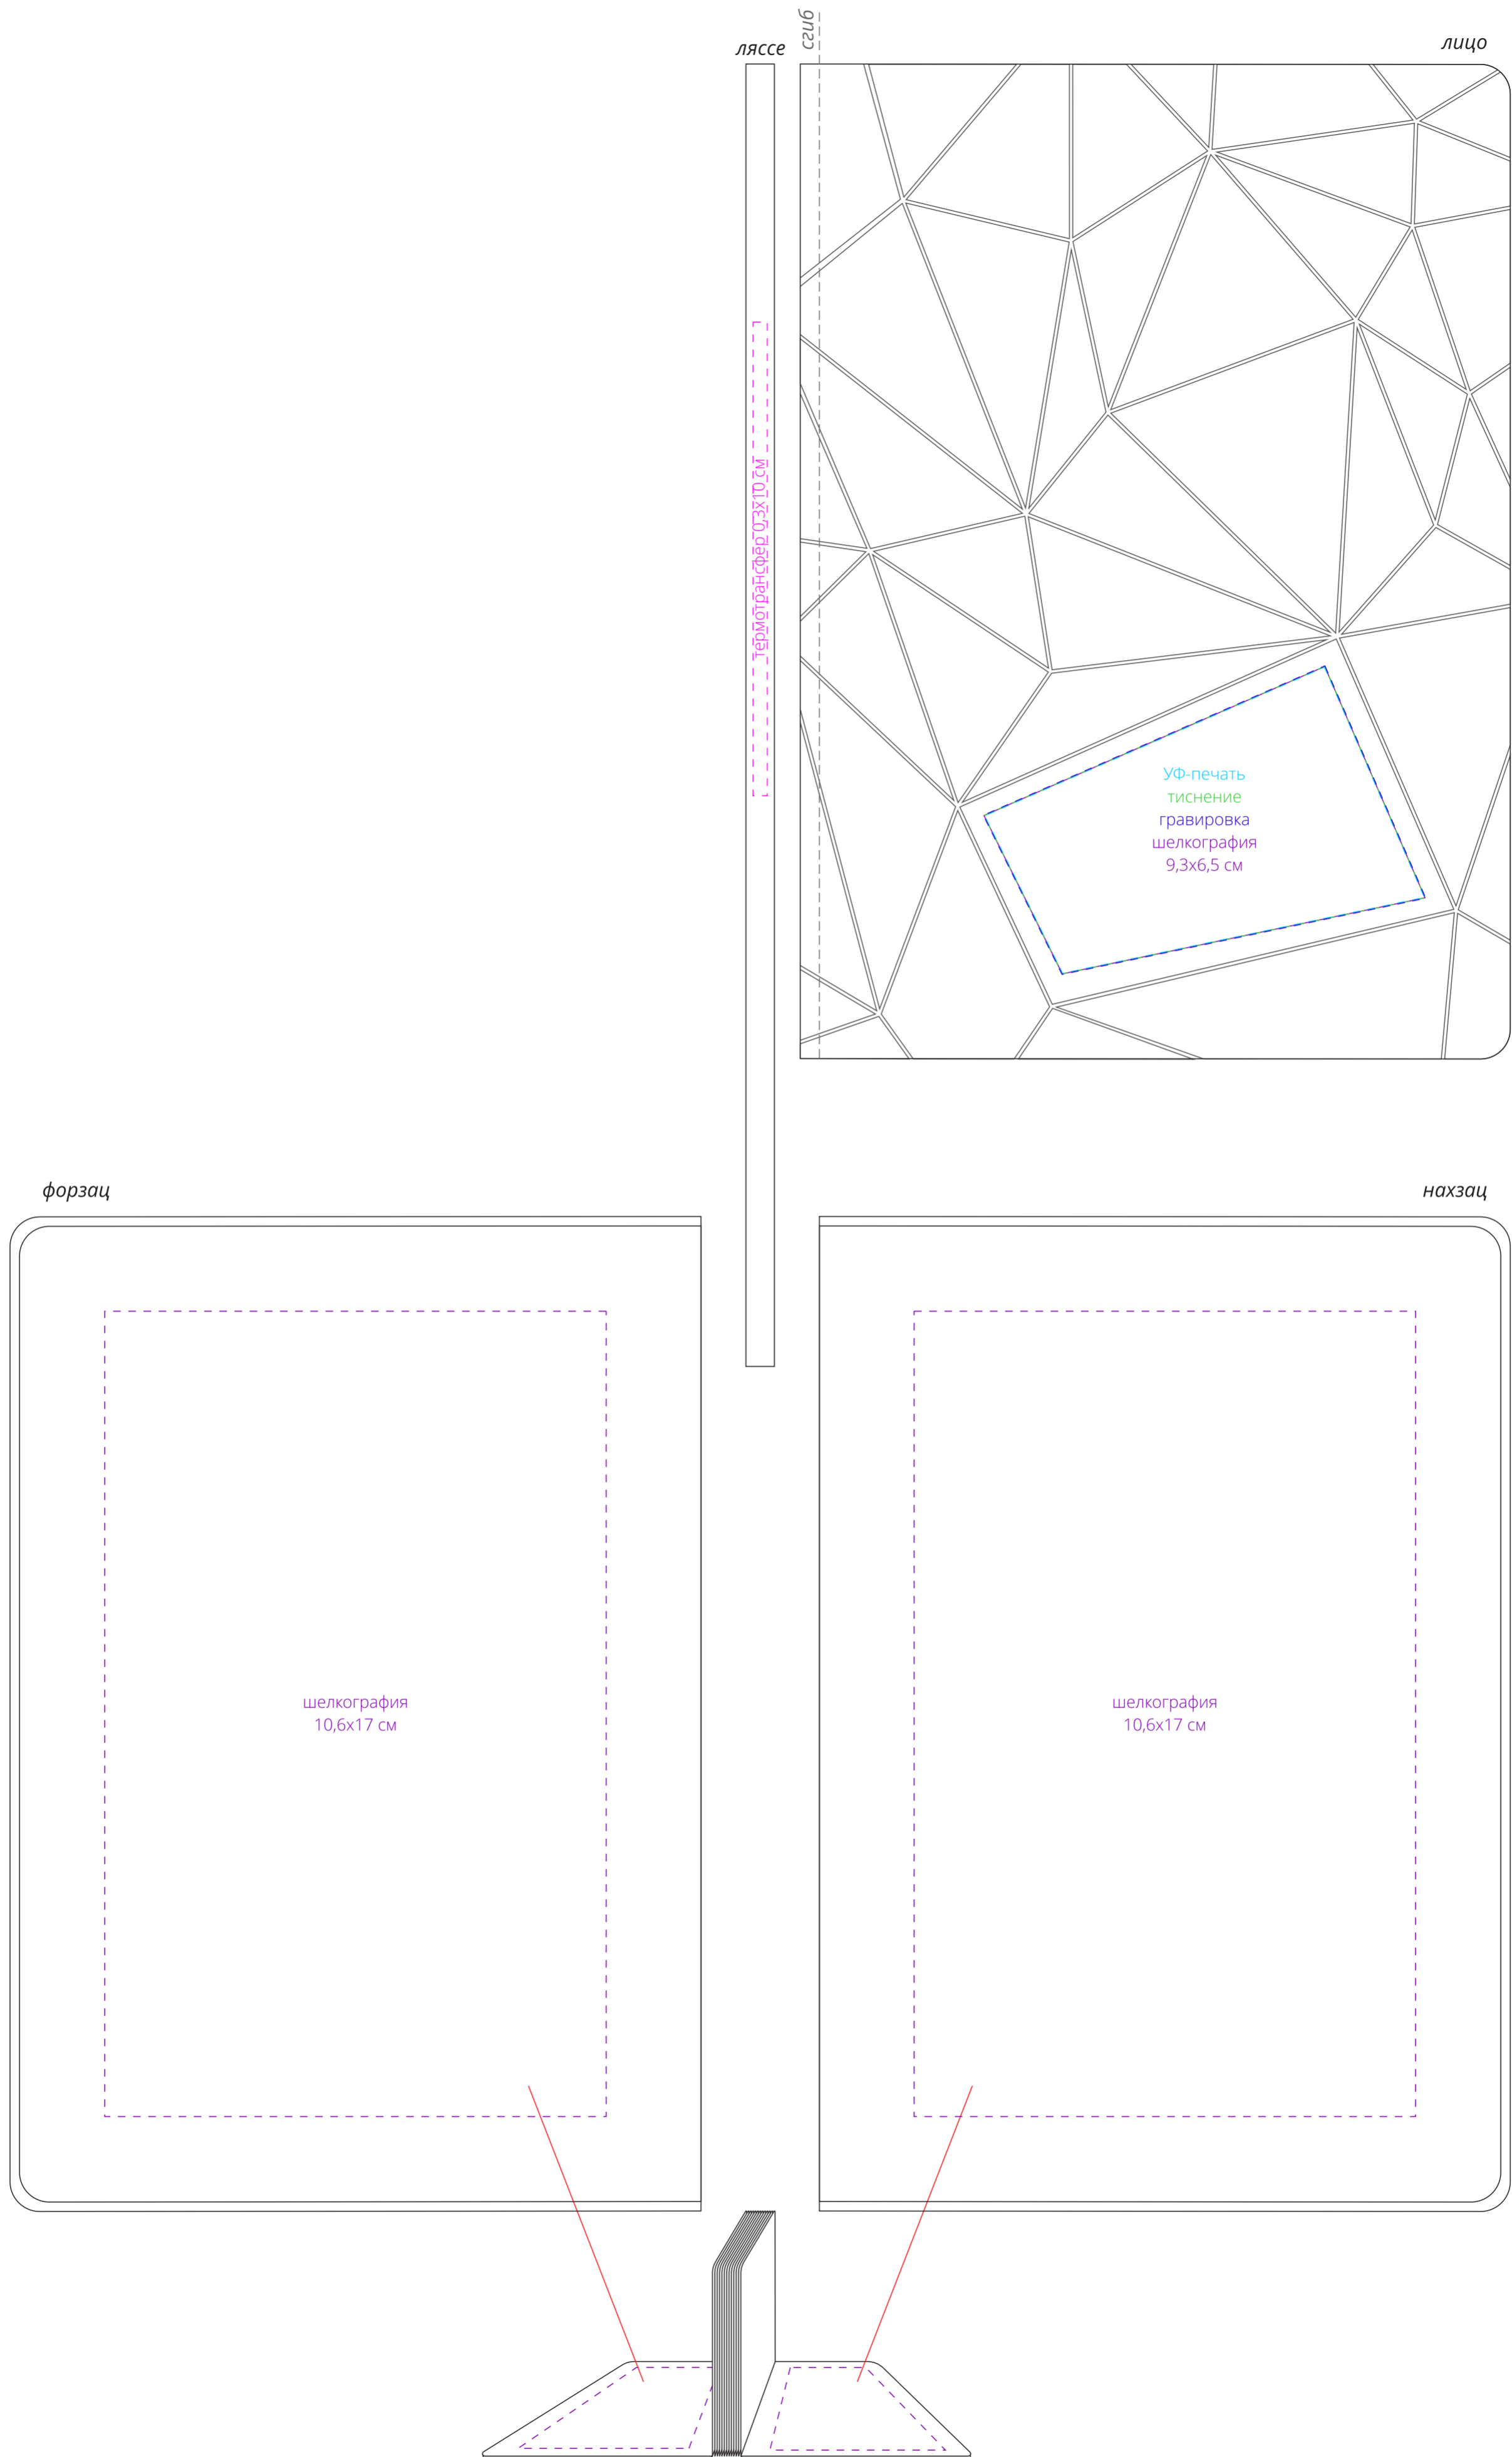 сгиб
ляссе
лицо
термотрансфер 0,3х10 см
УФ-печать
тиснение
гравировка
шелкография
9,3х6,5 см
форзац
нахзац
шелкография
10,6х17 см
шелкография
10,6х17 см